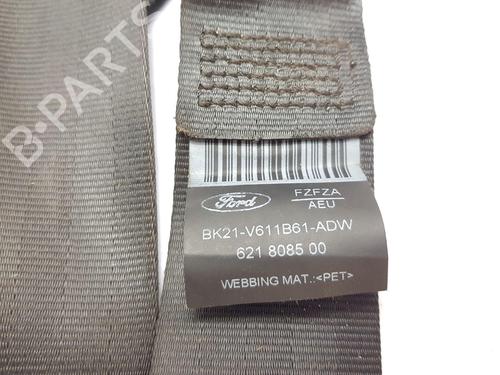 B-PARTS
Ford
FZFZA
AEU
BK21-V611B61-ADW
621 8085 00
WEBBING MAT.:<PET>